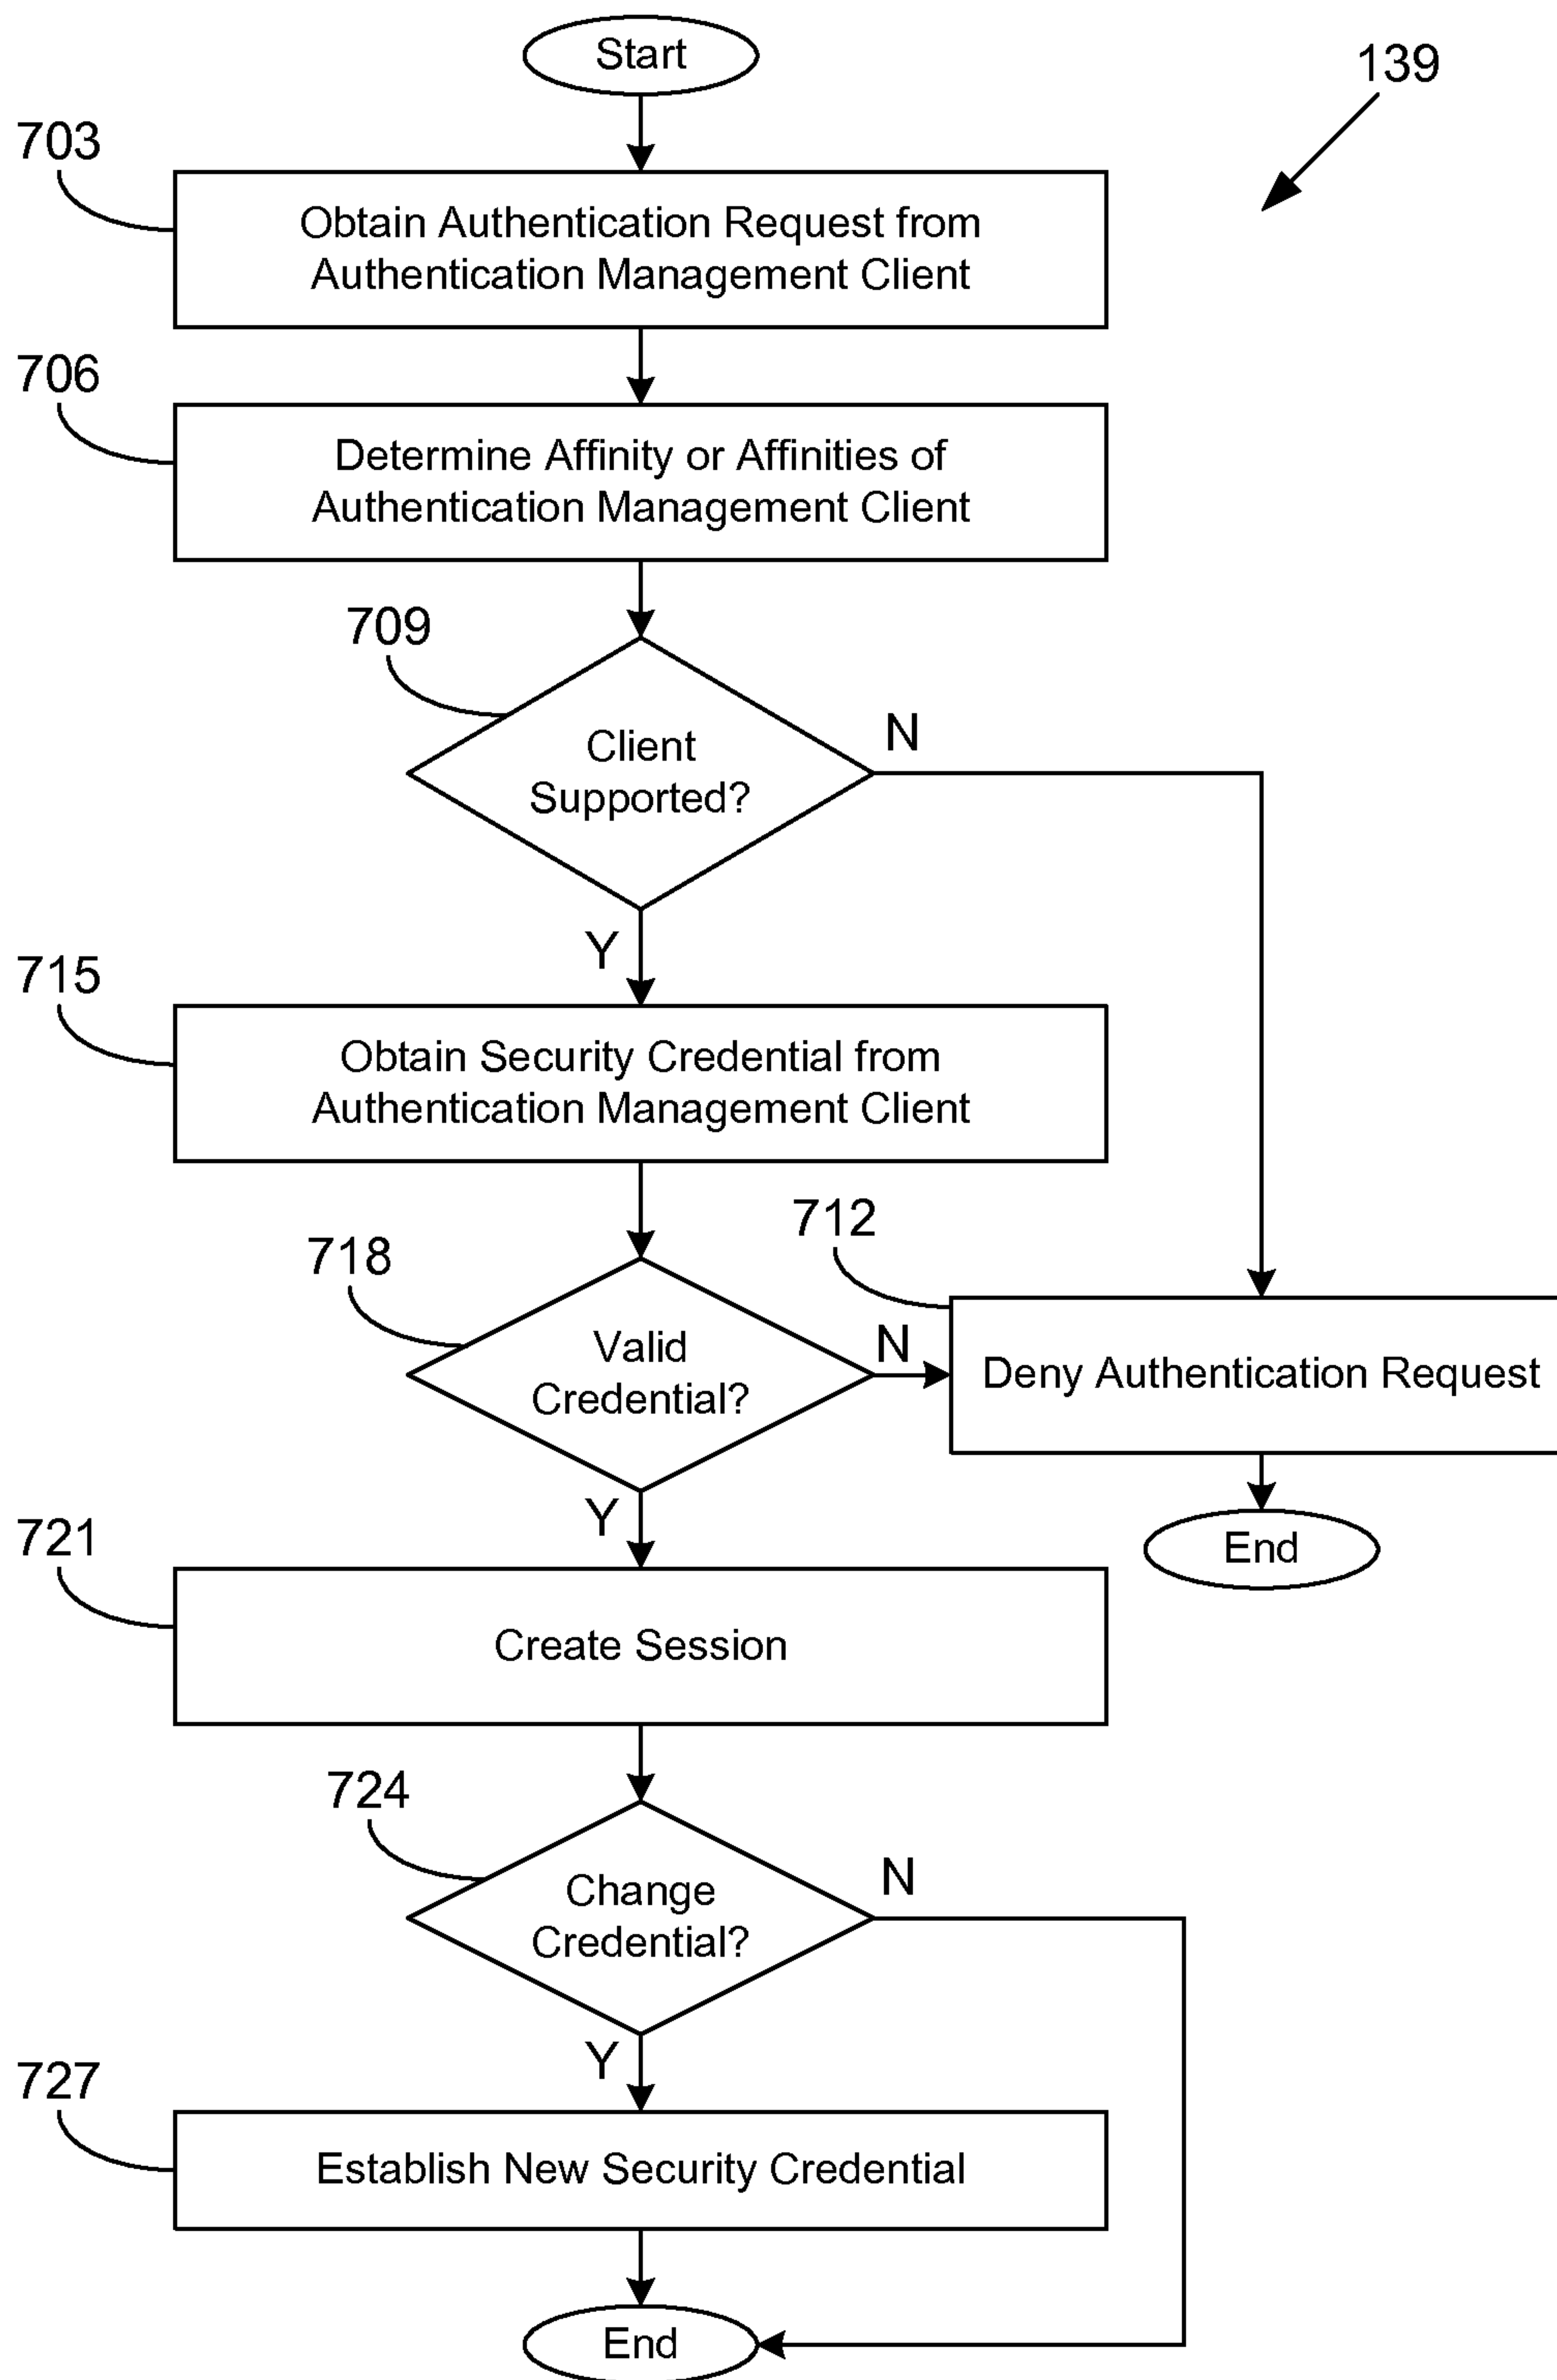 Start
139
703
Obtain Authentication Request from
Authentication Management Client
706
Determine Affinity or Affinities of
Authentication Management Client
709
N
Client
Supported?
Y
715
Obtain Security Credential from
Authentication Management Client
712
718
N
Valid
Credential?
Deny Authentication Request
Y
721
End
Create Session
724
N
Change
Credential?
Y
727
Establish New Security Credential
End